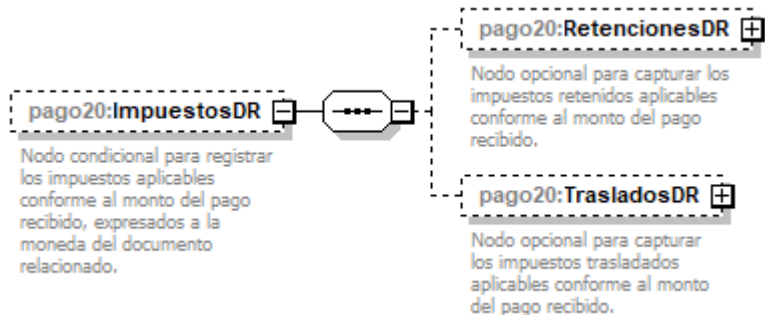 pago20:RetencionesDR
Nodo opcional para capturar los
impuestos retenidos aplicables
conforme al monto del pago
recibido.
pago20:ImpuestosDR
Nodo condicional para registrar
los impuestos aplicables
conforme al monto del pago
recibido, expresados a la
moneda del documento
relacionado.
pago20:TrasladosDR
Nodo opcional para capturar
los impuestos trasladados
aplicables conforme al monto
del pago recibido.